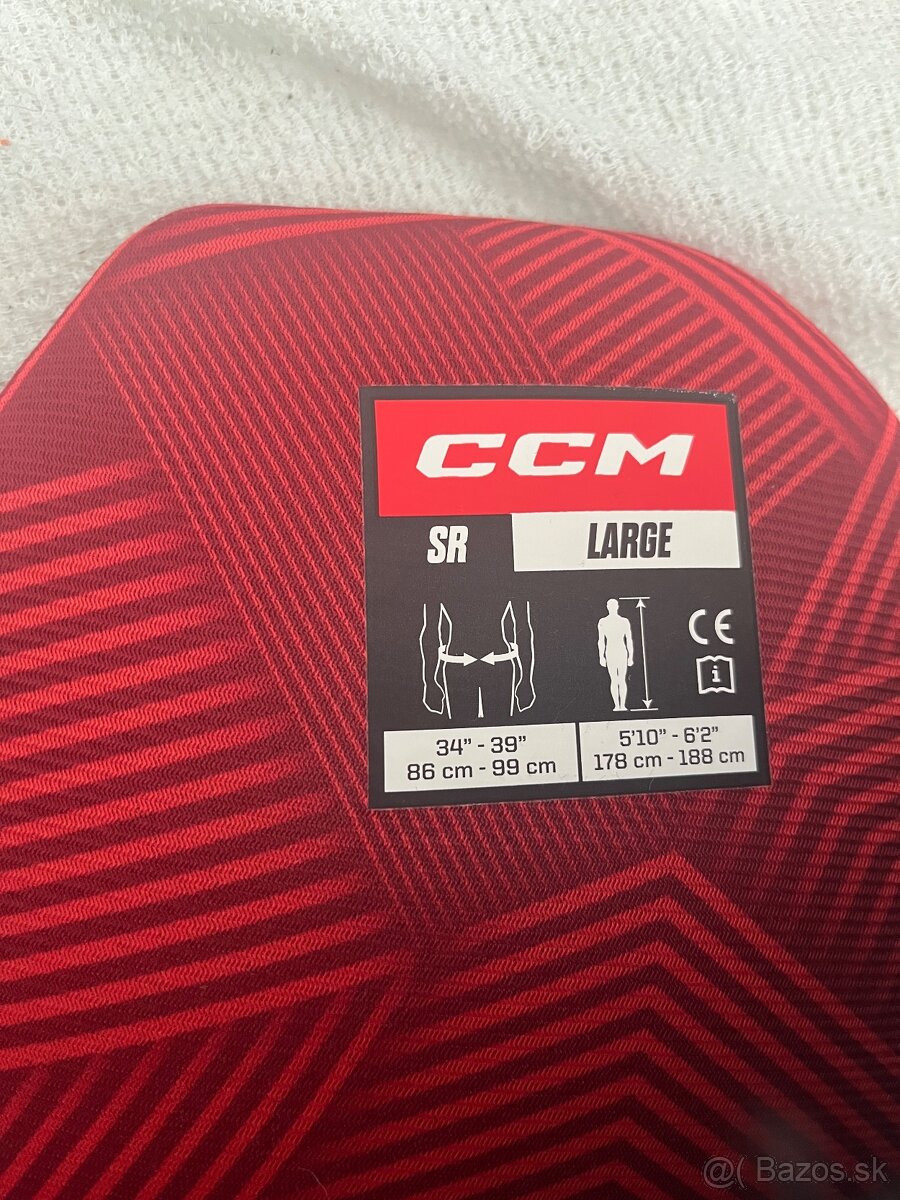 CCM
SR LARGE
CE
i
34" - 39"
86 cm - 99 cm
5'10" - 6'2"
178 cm - 188 cm
@( Bazos.sk